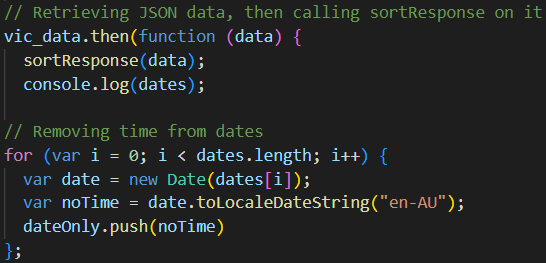 // Retrieving JSON data, then calling sortResponse on it
vic_data.then(function (data) {
  sortResponse(data);
  console.log(dates);

// Removing time from dates
for (var i = 0; i < dates.length; i++) {
  var date = new Date(dates[i]);
  var noTime = date.toLocaleDateString("en-AU");
  dateOnly.push(noTime)
};